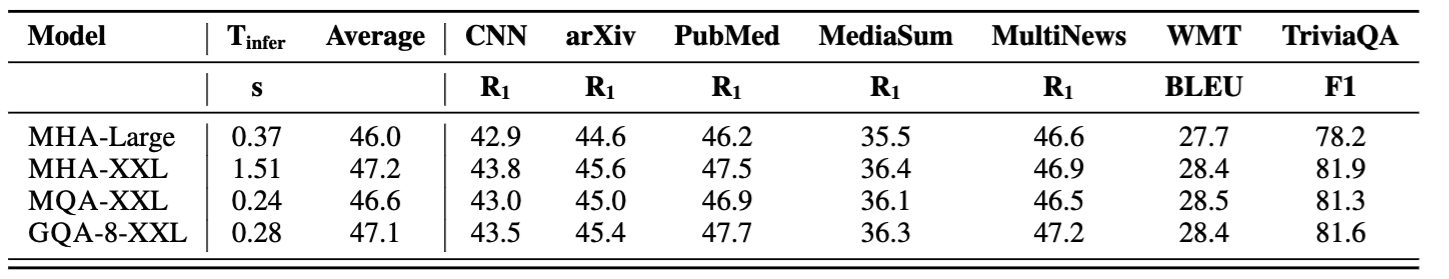 Model T_infer Average CNN arXiv PubMed MediaSum MultiNews WMT TriviaQA
s R₁ R₁ R₁ R₁ R₁ BLEU F1
MHA-Large 0.37 46.0 42.9 44.6 46.2 35.5 46.6 27.7 78.2
MHA-XXL 1.51 47.2 43.8 45.6 47.5 36.4 46.9 28.4 81.9
MQA-XXL 0.24 46.6 43.0 45.0 46.9 36.1 46.5 28.5 81.3
GQA-8-XXL 0.28 47.1 43.5 45.4 47.7 36.3 47.2 28.4 81.6